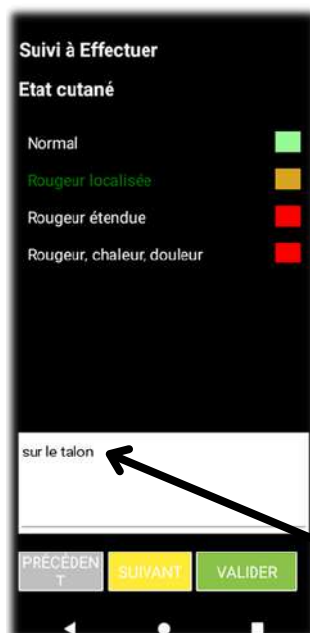 Suivi à Effectuer
Etat cutané
Normal
Rougeur localisée
Rougeur étendue
Rougeur, chaleur, douleur
sur le talon
PRÉCÉDEN
T
SUIVANT
VALIDER